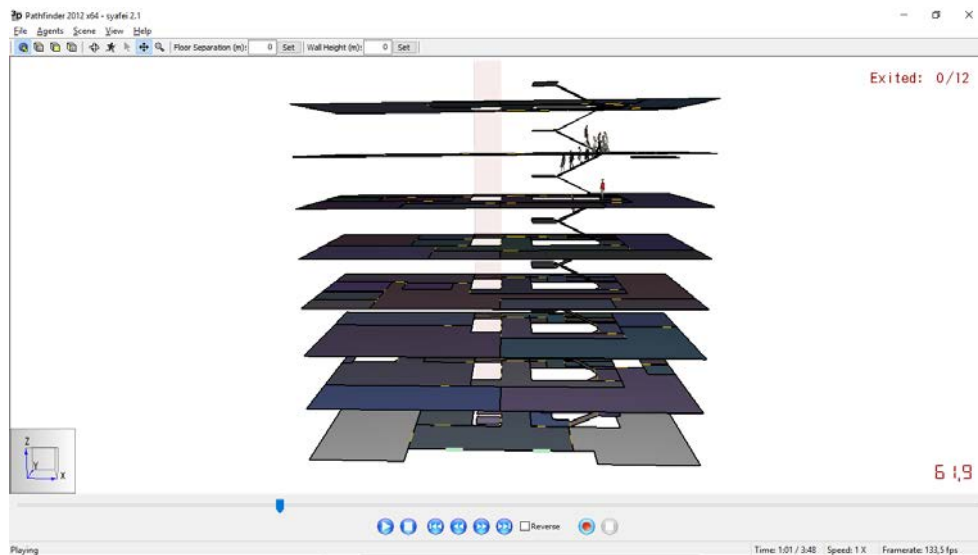 Pathfinder 2012 x64 - syafei 2.1
File Agents Scene View Help
Floor Separation (m): 0 Set Wall Height (m): 0 Set
Exited: 0/12
Z
Y
X
61,9
Reverse
Playing Time: 1:01 / 3:48 Speed: 1 X Framerate: 133,5 fps